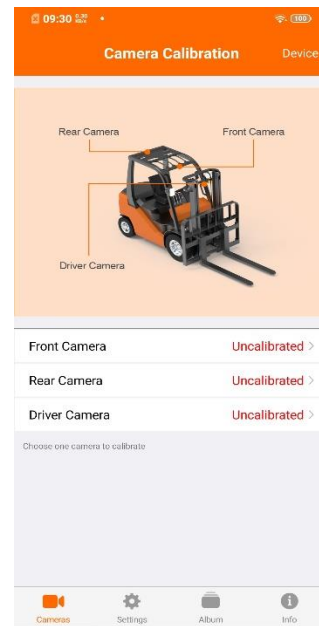 09:30
Camera Calibration Device
Rear Camera Front Camera
Driver Camera
Front Camera Uncalibrated >
Rear Camera Uncalibrated >
Driver Camera Uncalibrated >
Choose one camera to calibrate
Cameras Settings Album Info